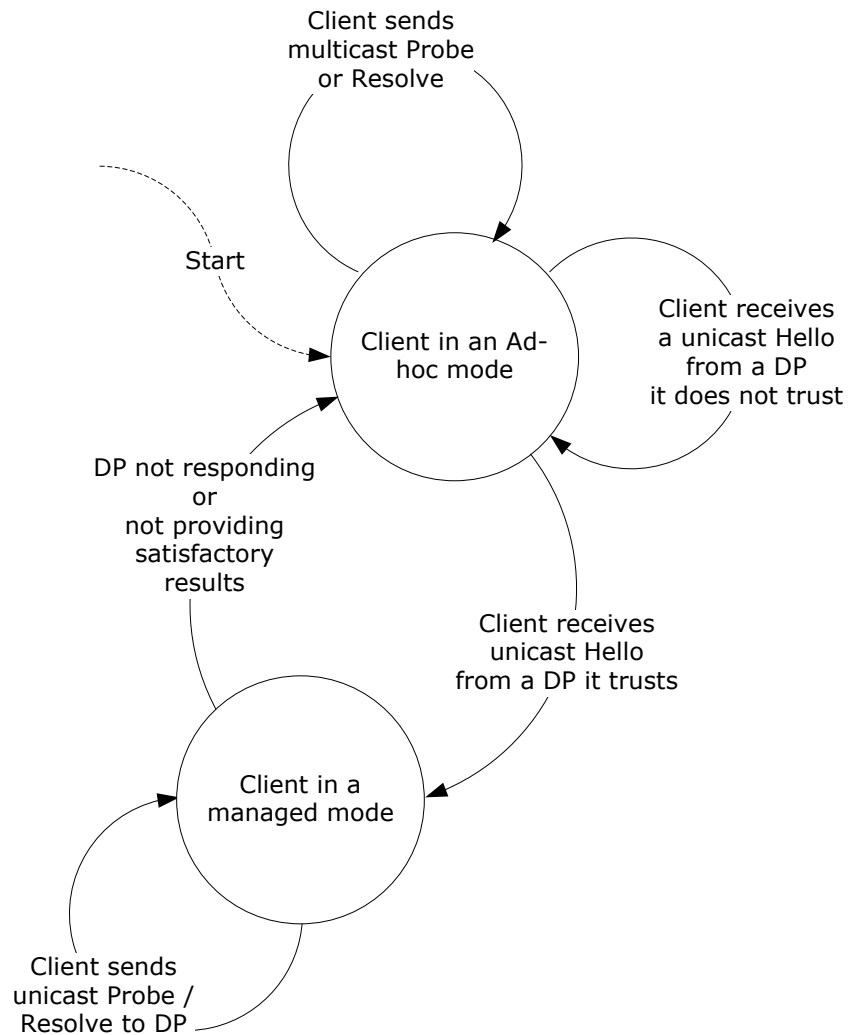 Client sends
multicast Probe
or Resolve
Start
Client in an Ad-
hoc mode
Client receives
a unicast Hello
from a DP
it does not trust
DP not responding
or
not providing
satisfactory
results
Client receives
unicast Hello
from a DP it trusts
Client in a
managed mode
Client sends
unicast Probe /
Resolve to DP